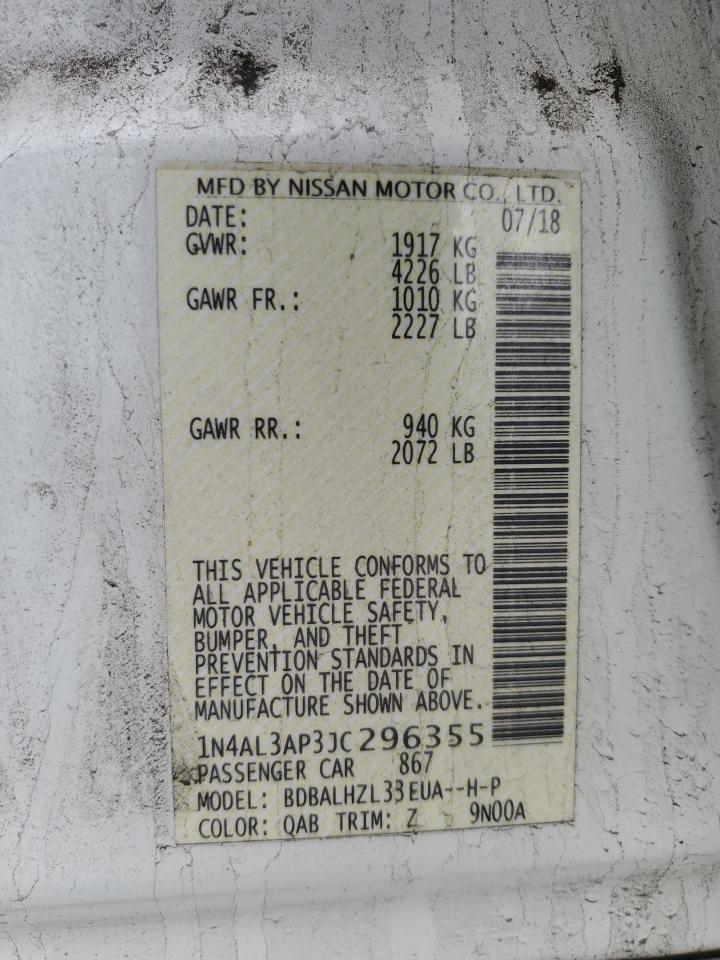 MFD BY NISSAN MOTOR CO., LTD.
DATE: 07/18
GVWR: 1917 KG
4226 LB
GAWR FR.: 1010 KG
2227 LB
GAWR RR.: 940 KG
2072 LB
THIS VEHICLE CONFORMS TO
ALL APPLICABLE FEDERAL
MOTOR VEHICLE SAFETY,
BUMPER, AND THEFT
PREVENTION STANDARDS IN
EFFECT ON THE DATE OF
MANUFACTURE SHOWN ABOVE.
1N4AL3AP3JC296355
PASSENGER CAR 867
MODEL: BDBALHZL33EUA--H-P
COLOR: QAB TRIM: Z 9N00A